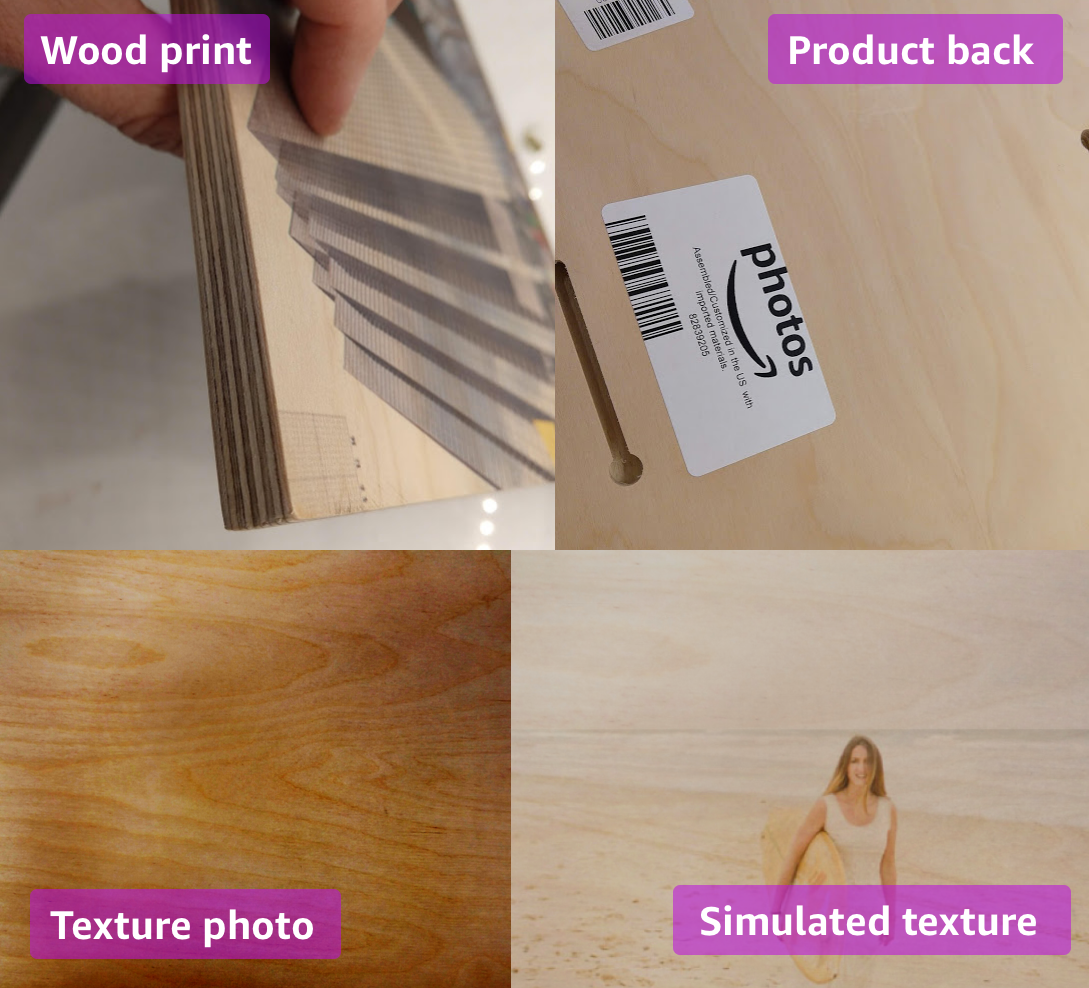 Wood print
Product back
photos
Assembled/Customized in the US with
imported materials.
82839205
Texture photo
Simulated texture